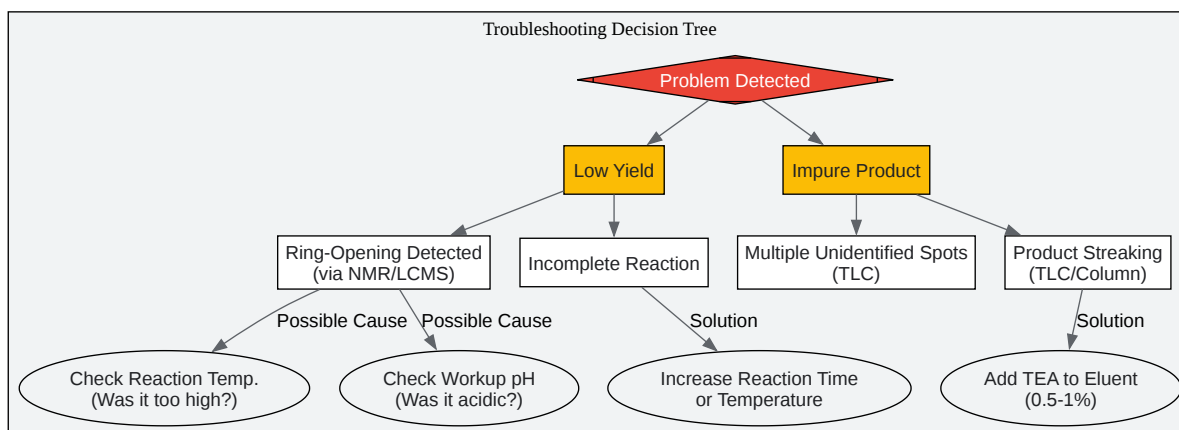 Troubleshooting Decision Tree
Problem Detected
Low Yield
Impure Product
Ring-Opening Detected
(via NMR/LCMS)
Incomplete Reaction
Multiple Unidentified Spots
(TLC)
Product Streaking
(TLC/Column)
Possible Cause
Possible Cause
Solution
Solution
Check Reaction Temp.
(Was it too high?)
Check Workup pH
(Was it acidic?)
Increase Reaction Time
or Temperature
Add TEA to Eluent
(0.5-1%)